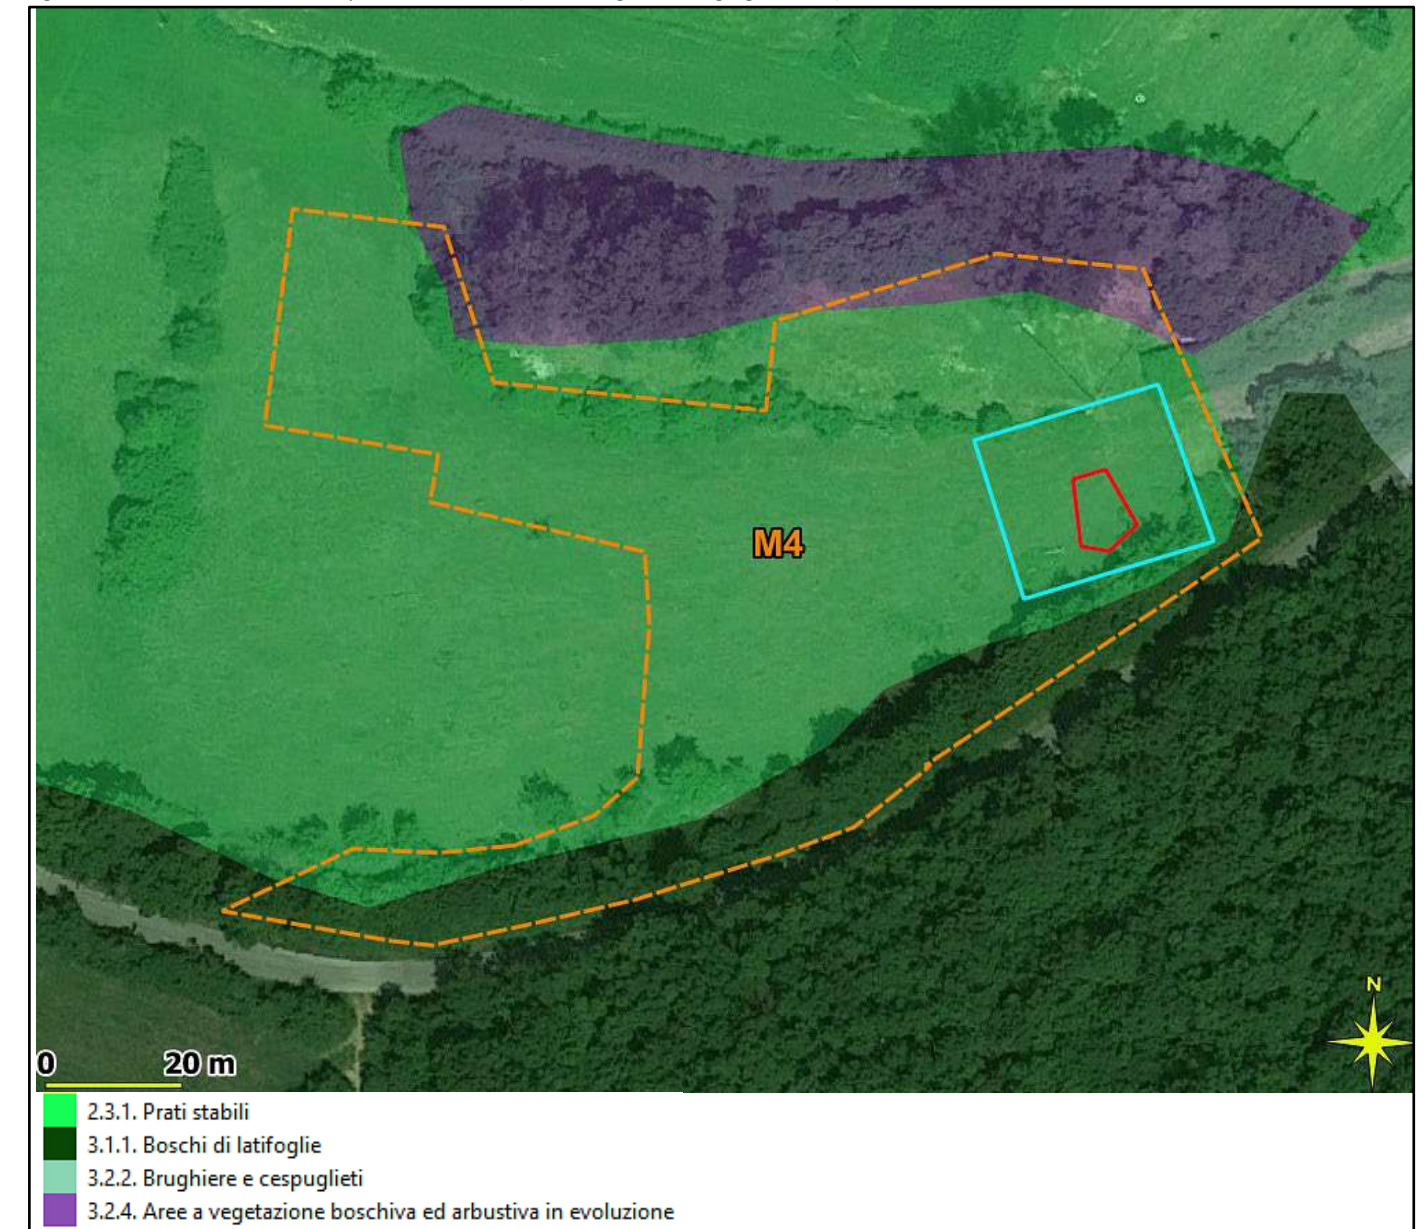 M4
N
0 20 m
2.3.1. Prati stabili
3.1.1. Boschi di latifoglie
3.2.2. Brughiere e cespuglieti
3.2.4. Aree a vegetazione boschiva ed arbustiva in evoluzione